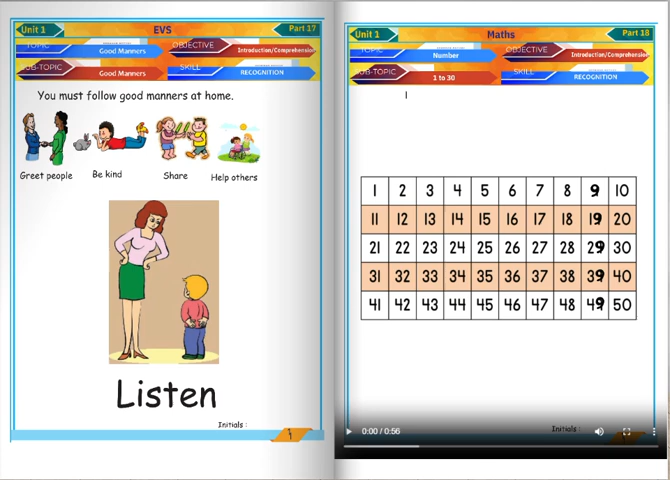 Unit 1
EVS
Part 17
TOPIC
Good Manners
OBJECTIVE
Introduction/Comprehension
SUB-TOPIC
Good Manners
SKILL
RECOGNITION
You must follow good manners at home.
Greet people
Be kind
Share
Help others
Listen
Initials :
Unit 1
Maths
Part 18
TOPIC
Number
OBJECTIVE
Introduction/Comprehension
SUB-TOPIC
1 to 30
SKILL
RECOGNITION
1 2 3 4 5 6 7 8 9 10
11 12 13 14 15 16 17 18 19 20
21 22 23 24 25 26 27 28 29 30
31 32 33 34 35 36 37 38 39 40
41 42 43 44 45 46 47 48 49 50
0:00 / 0:56
Initials :